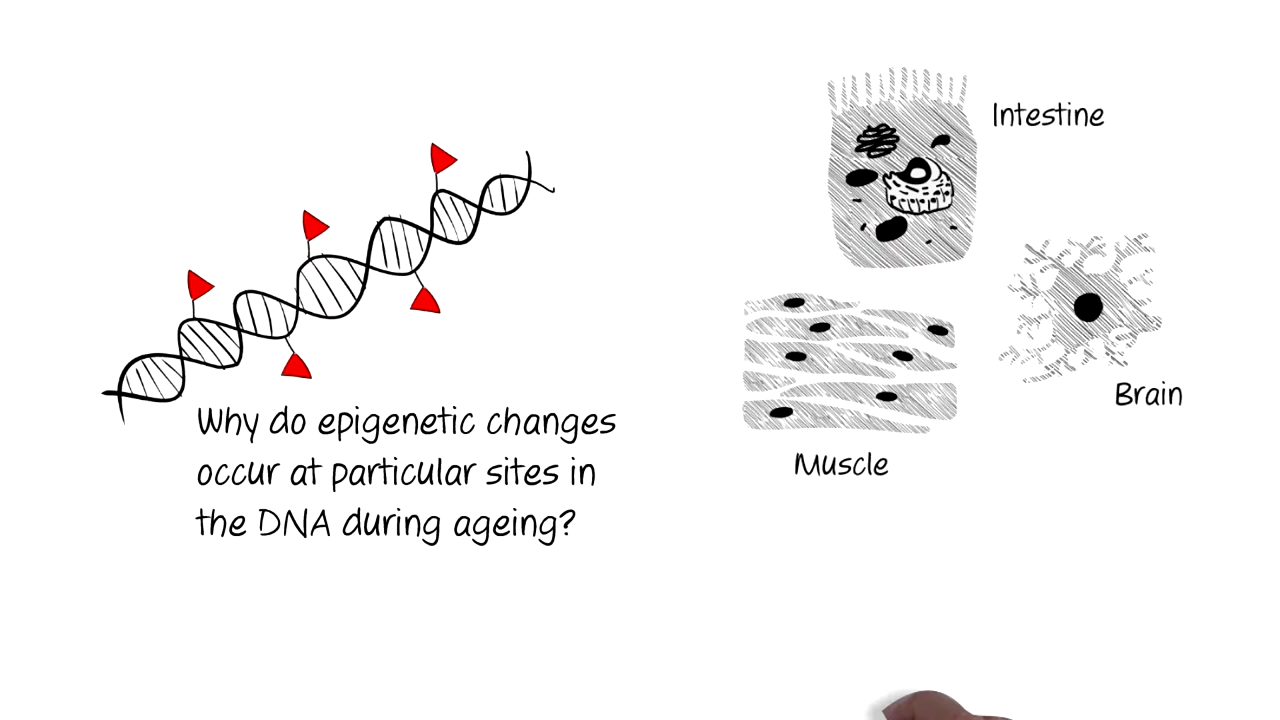 Why do epigenetic changes
occur at particular sites in
the DNA during ageing?
Intestine
Brain
Muscle